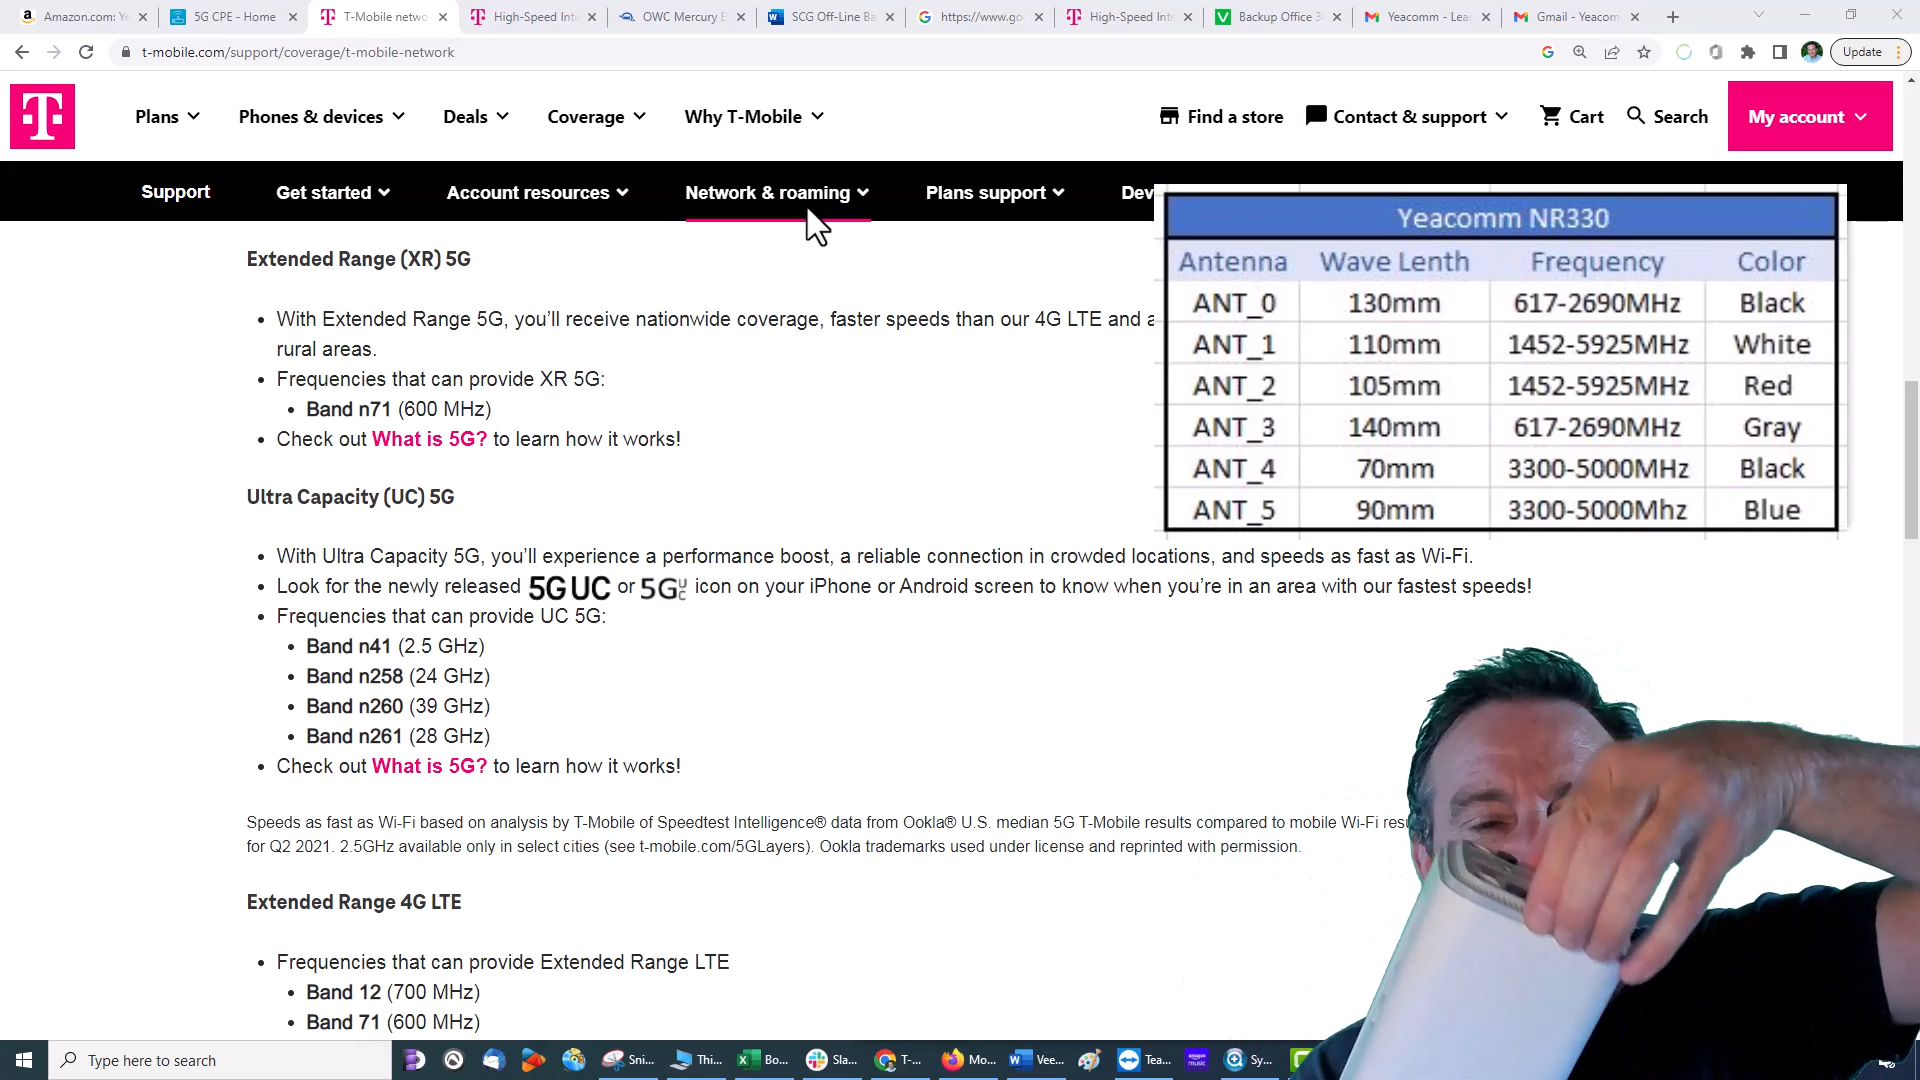 Amazon.com: Ye
5G CPE - Home
T-Mobile netwo
High-Speed Inte
OWC Mercury E
SCG Off-Line Ba
https://www.go
High-Speed Int
Backup Office 3
Yeacomm - Lea
Gmail - Yeacom
t-mobile.com/support/coverage/t-mobile-network
Update
Plans
Phones & devices
Deals
Coverage
Why T-Mobile
Find a store
Contact & support
Cart
Search
My account
Support
Get started
Account resources
Network & roaming
Plans support
Dev
Extended Range (XR) 5G
With Extended Range 5G, you'll receive nationwide coverage, faster speeds than our 4G LTE and a
rural areas.
Frequencies that can provide XR 5G:
Band n71 (600 MHz)
Check out What is 5G? to learn how it works!
Yeacomm NR330
Antenna Wave Lenth Frequency Color
ANT_0 130mm 617-2690MHz Black
ANT_1 110mm 1452-5925MHz White
ANT_2 105mm 1452-5925MHz Red
ANT_3 140mm 617-2690MHz Gray
ANT_4 70mm 3300-5000MHz Black
ANT_5 90mm 3300-5000Mhz Blue
Ultra Capacity (UC) 5G
With Ultra Capacity 5G, you'll experience a performance boost, a reliable connection in crowded locations, and speeds as fast as Wi-Fi.
Look for the newly released 5G UC or 5G UC icon on your iPhone or Android screen to know when you're in an area with our fastest speeds!
Frequencies that can provide UC 5G:
Band n41 (2.5 GHz)
Band n258 (24 GHz)
Band n260 (39 GHz)
Band n261 (28 GHz)
Check out What is 5G? to learn how it works!
Speeds as fast as Wi-Fi based on analysis by T-Mobile of Speedtest Intelligence® data from Ookla® U.S. median 5G T-Mobile results compared to mobile Wi-Fi resu
for Q2 2021. 2.5GHz available only in select cities (see t-mobile.com/5GLayers). Ookla trademarks used under license and reprinted with permission.
Extended Range 4G LTE
Frequencies that can provide Extended Range LTE
Band 12 (700 MHz)
Band 71 (600 MHz)
Type here to search
Sni...
Thi...
Bo...
Sla...
T-...
Mo...
Vee...
Tea...
music
Sy...